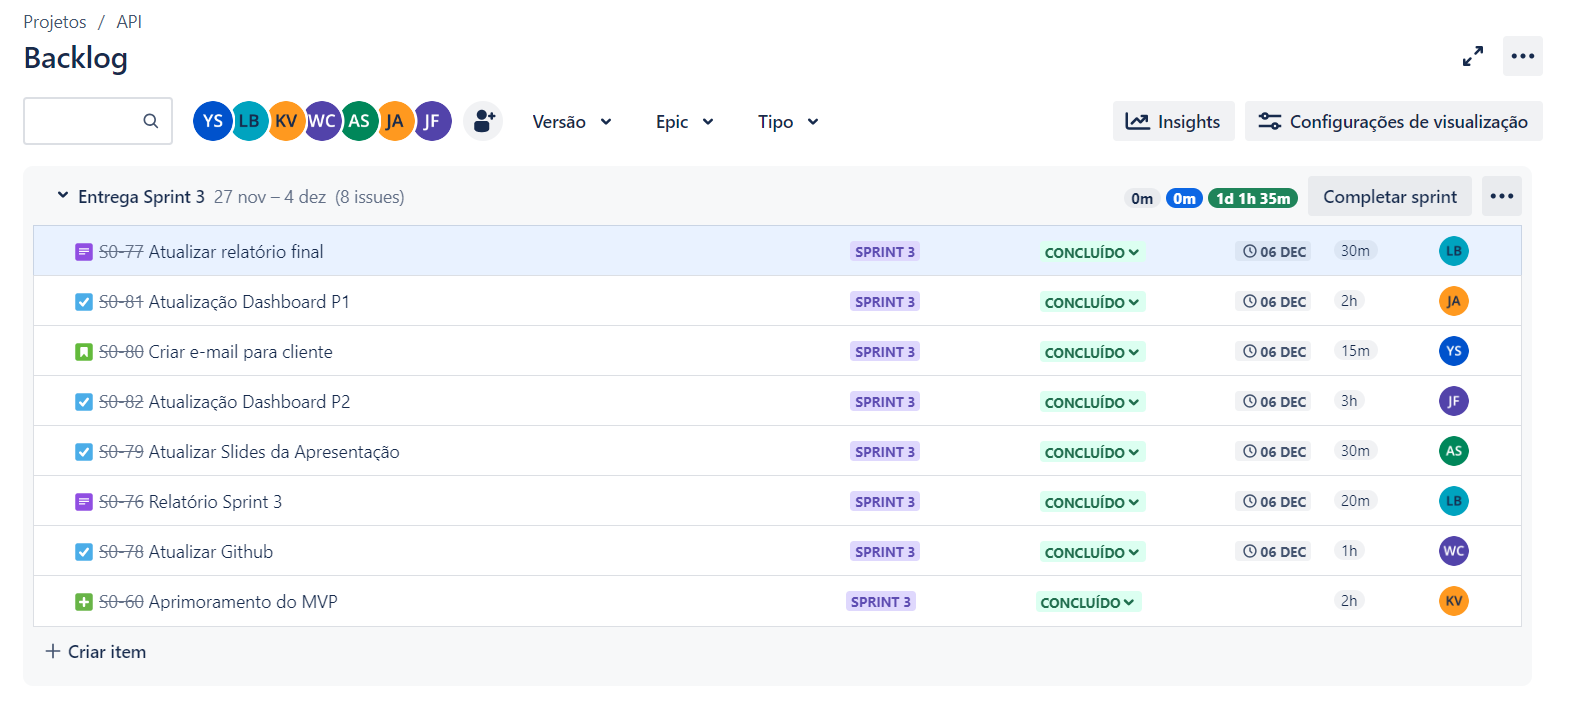 Projetos / API
Backlog
YS LB KV WC AS JA JF Versão Epic Tipo Insights Configurações de visualização
Entrega Sprint 3 27 nov – 4 dez (8 issues) 0m 0m 1d 1h 35m Completar sprint
S0-77 Atualizar relatório final SPRINT 3 CONCLUÍDO 06 DEC 30m LB
S0-81 Atualização Dashboard P1 SPRINT 3 CONCLUÍDO 06 DEC 2h JA
S0-80 Criar e-mail para cliente SPRINT 3 CONCLUÍDO 06 DEC 15m YS
S0-82 Atualização Dashboard P2 SPRINT 3 CONCLUÍDO 06 DEC 3h JF
S0-79 Atualizar Slides da Apresentação SPRINT 3 CONCLUÍDO 06 DEC 30m AS
S0-76 Relatório Sprint 3 SPRINT 3 CONCLUÍDO 06 DEC 20m LB
S0-78 Atualizar Github SPRINT 3 CONCLUÍDO 06 DEC 1h WC
S0-60 Aprimoramento do MVP SPRINT 3 CONCLUÍDO 2h KV
+ Criar item